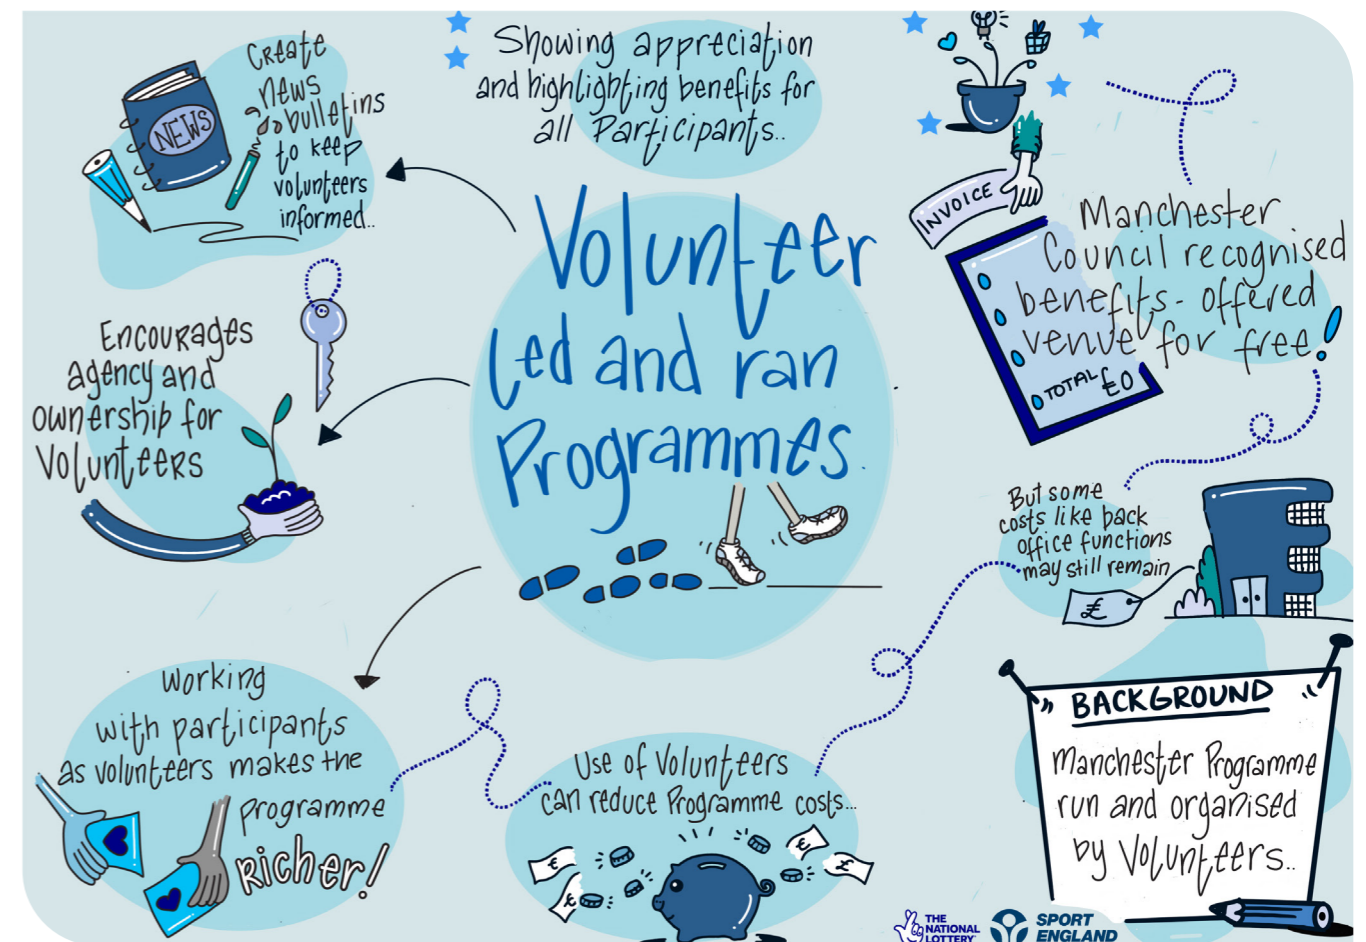 Create
news
bulletins
to keep
volunteers
informed..
NEWS
Showing appreciation
and highlighting benefits for
all Participants..
Volunteer
Led and ran
Programmes.
Encourages
agency and
ownership for
Volunteers
INVOICE
TOTAL £0
Manchester
Council recognised
benefits - offered
venue for free!
But some
costs like back
office functions
may still remain
£
Working
with participants
as volunteers makes the
programme
Richer!
Use of Volunteers
can reduce Programme costs...
€
£
£
£
BACKGROUND
Manchester Programme
run and organised
by Volunteers..
THE
NATIONAL
LOTTERY
SPORT
ENGLAND